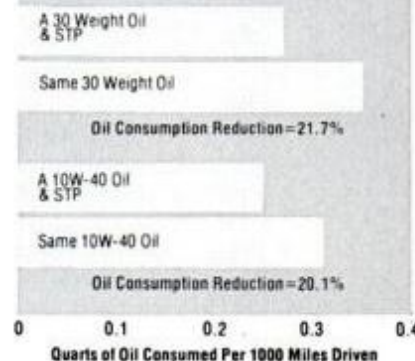 A 30 Weight Oil
& STP
Same 30 Weight Oil
Oil Consumption Reduction=21.7%
A 10W-40 Oil
& STP
Same 10W-40 Oil
Oil Consumption Reduction=20.1%
0 0.1 0.2 0.3 0.4
Quarts of Oil Consumed Per 1000 Miles Driven